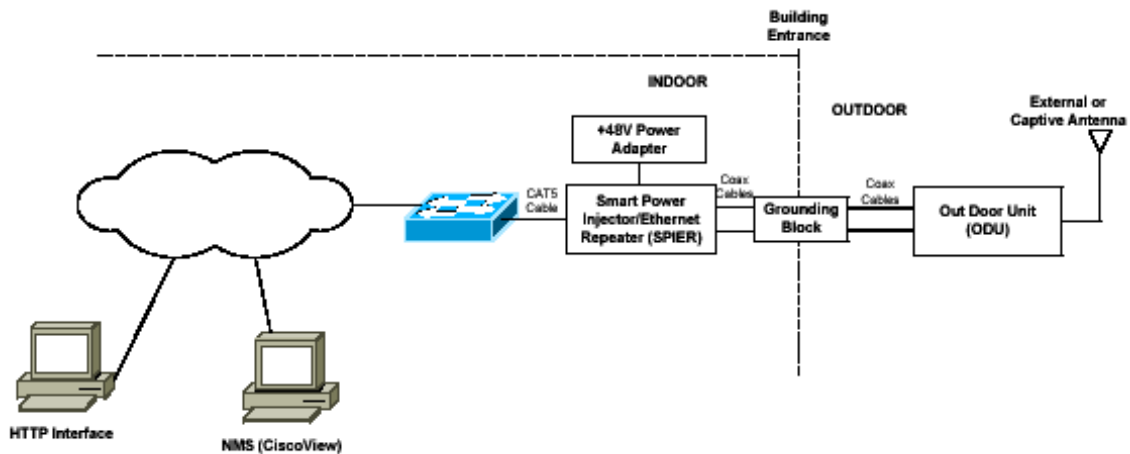 Building
Entrance
INDOOR
OUTDOOR
External or
Captive Antenna
+48V Power
Adapter
CAT5
Cable
Smart Power
Injector/Ethernet
Repeater (SPIER)
Coax
Cables
Grounding
Block
Coax
Cables
Out Door Unit
(ODU)
HTTP Interface
NMS (CiscoView)